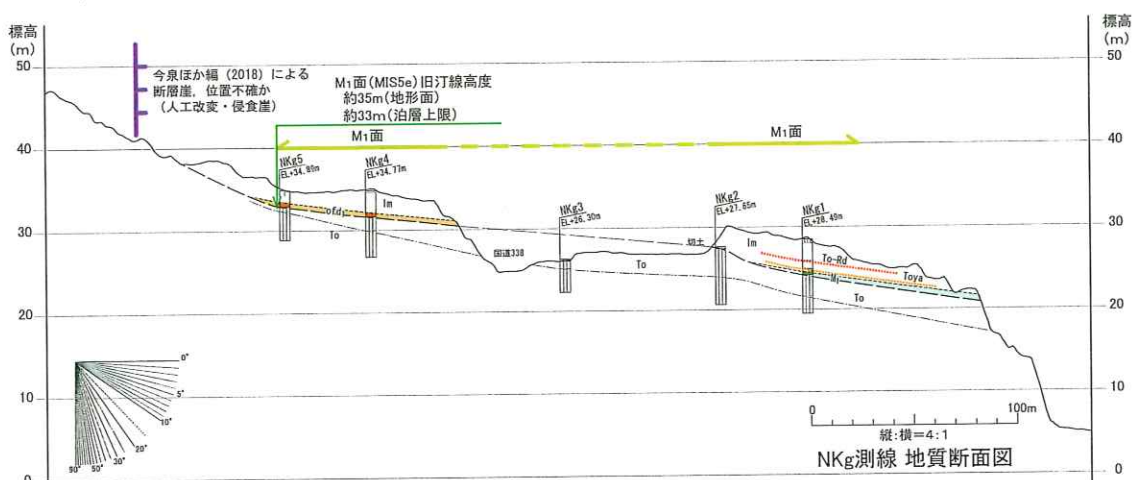 標高
(m)
50
40
30
20
10
0
今泉ほか編（2018）による
断層崖，位置不確か
（人工改変・侵食崖）
M₁面(MIS5e)旧汀線高度
約35m(地形面)
約33m(泊層上限)
M₁面
M₁面
標高
(m)
50
40
30
20
10
0
NKg5
EL+34.89m
NKg4
EL+34.77m
NKg3
EL+26.30m
NKg2
EL+27.65m
NKg1
EL+28.49m
lm
ofd₁
To
国道338
To
切土
lm
To-Rd
Toya
M₁
To
0°
5°
10°
20°
30°
50°
90°
0
100m
縦:横=4:1
NKg測線 地質断面図